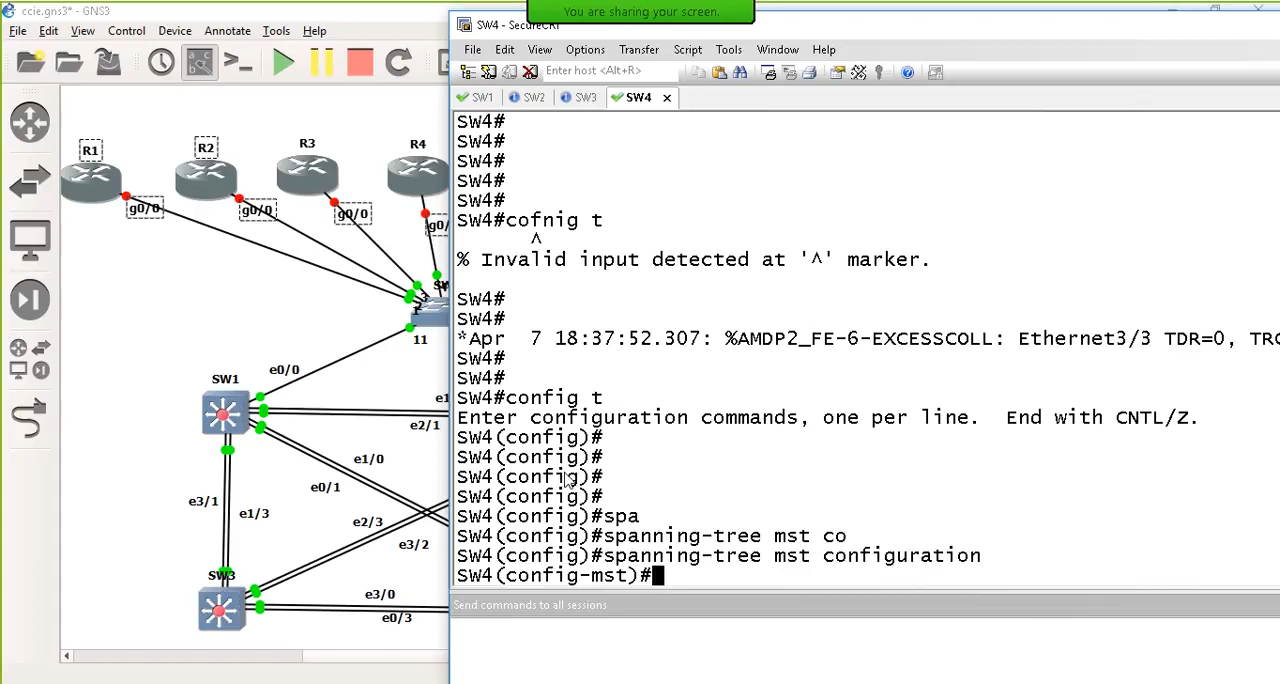 ccie.gns3* - GNS3
You are sharing your screen.
SW4 - SecureCRT
File Edit View Control Device Annotate Tools Help
File Edit View Options Transfer Script Tools Window Help
Enter host <Alt+R>
SW1 SW2 SW3 SW4
R1
R2
R3
R4
g0/0
g0/0
g0/0
11
SW1
e0/0
e2/1
e1/0
e0/1
e3/1
e1/3
e2/3
e3/2
SW3
e3/0
e0/3
SW4#
SW4#
SW4#
SW4#
SW4#
SW4#cofnig t
^
% Invalid input detected at '^' marker.
SW4#
SW4#
*Apr  7 18:37:52.307: %AMDP2_FE-6-EXCESSCOLL: Ethernet3/3 TDR=0, TRC
SW4#
SW4#
SW4#config t
Enter configuration commands, one per line.  End with CNTL/Z.
SW4(config)#
SW4(config)#
SW4(config)#
SW4(config)#
SW4(config)#spa
SW4(config)#spanning-tree mst co
SW4(config)#spanning-tree mst configuration
SW4(config-mst)#
Send commands to all sessions